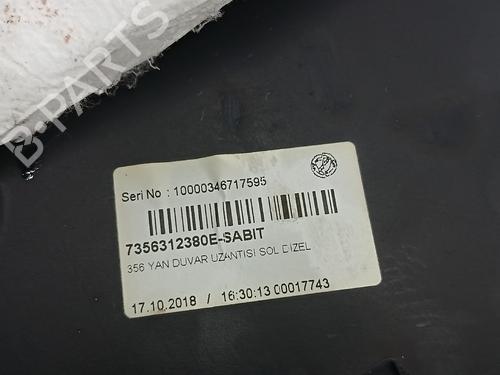 B-PARTS
Seri No : 10000346717595
7356312380E-SABIT
356 YAN DUVAR UZANTISI SOL DIZEL
17.10.2018 / 16:30:13 00017743